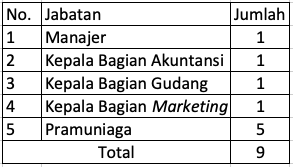 No. Jabatan Jumlah
1 Manajer 1
2 Kepala Bagian Akuntansi 1
3 Kepala Bagian Gudang 1
4 Kepala Bagian Marketing 1
5 Pramuniaga 5
Total 9